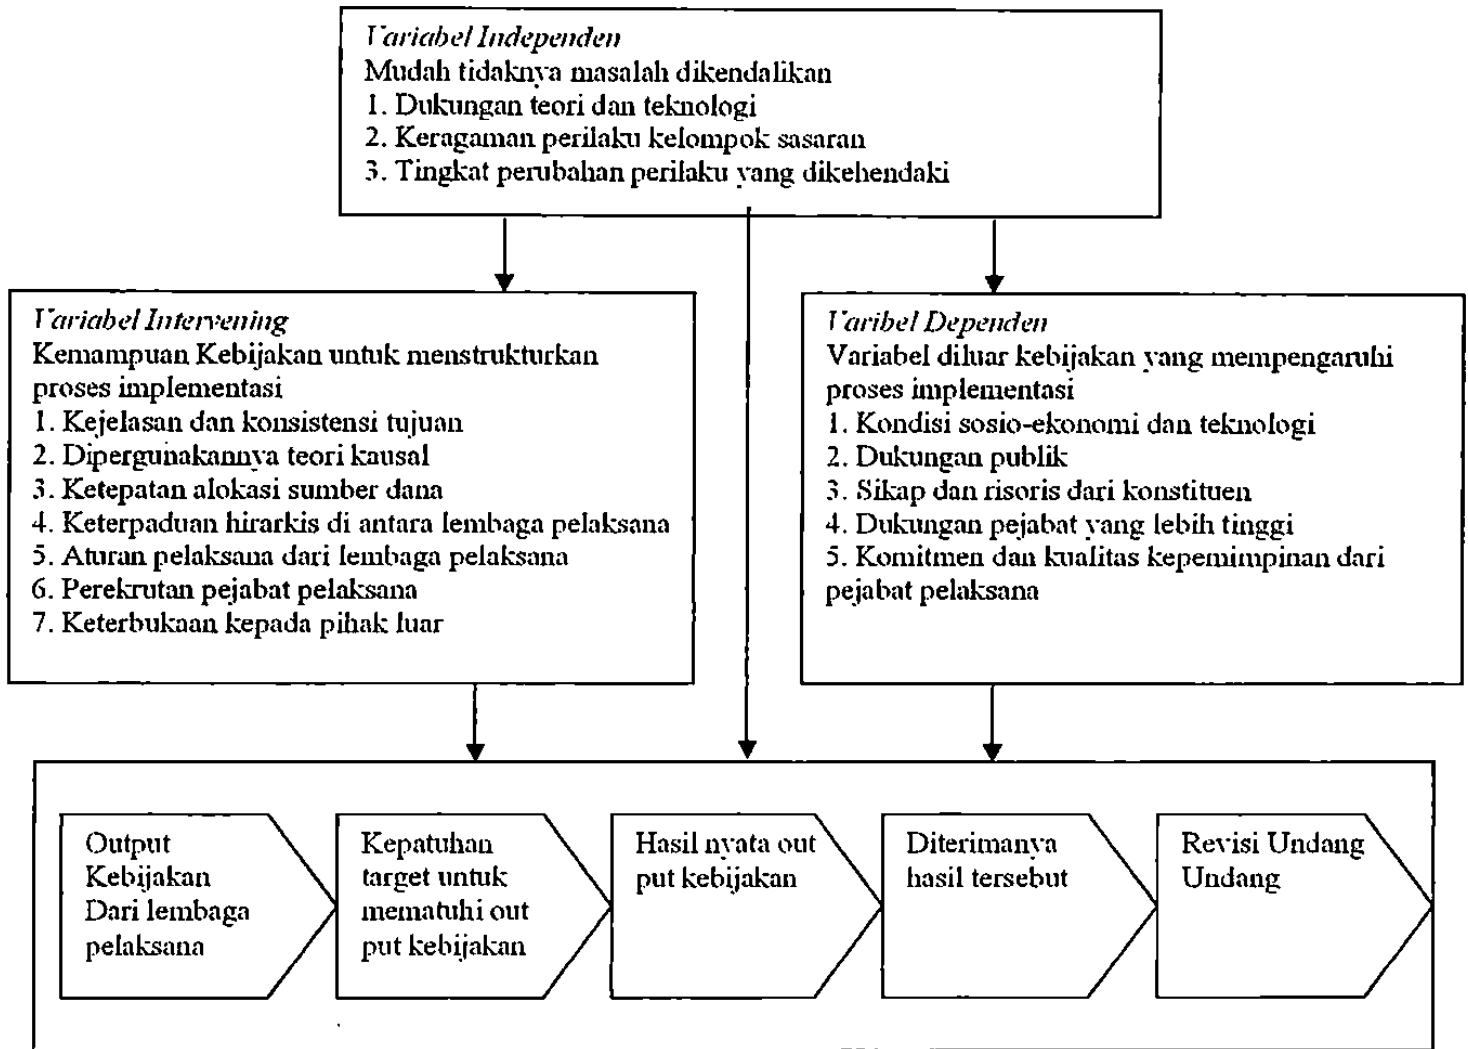 Variabel Independen
Mudah tidaknya masalah dikendalikan
1. Dukungan teori dan teknologi
2. Keragaman perilaku kelompok sasaran
3. Tingkat perubahan perilaku yang dikehendaki
Variabel Intervening
Kemampuan Kebijakan untuk menstrukturkan
proses implementasi
1. Kejelasan dan konsistensi tujuan
2. Dipergunakannya teori kausal
3. Ketepatan alokasi sumber dana
4. Keterpaduan hirarkis di antara lembaga pelaksana
5. Aturan pelaksana dari lembaga pelaksana
6. Perekrutan pejabat pelaksana
7. Keterbukaan kepada pihak luar
Varibel Dependen
Variabel diluar kebijakan yang mempengaruhi
proses implementasi
1. Kondisi sosio-ekonomi dan teknologi
2. Dukungan publik
3. Sikap dan risoris dari konstituen
4. Dukungan pejabat yang lebih tinggi
5. Komitmen dan kualitas kepemimpinan dari
pejabat pelaksana
Output
Kebijakan
Dari lembaga
pelaksana
Kepatuhan
target untuk
mematuhi out
put kebijakan
Hasil nyata out
put kebijakan
Diterimanya
hasil tersebut
Revisi Undang
Undang